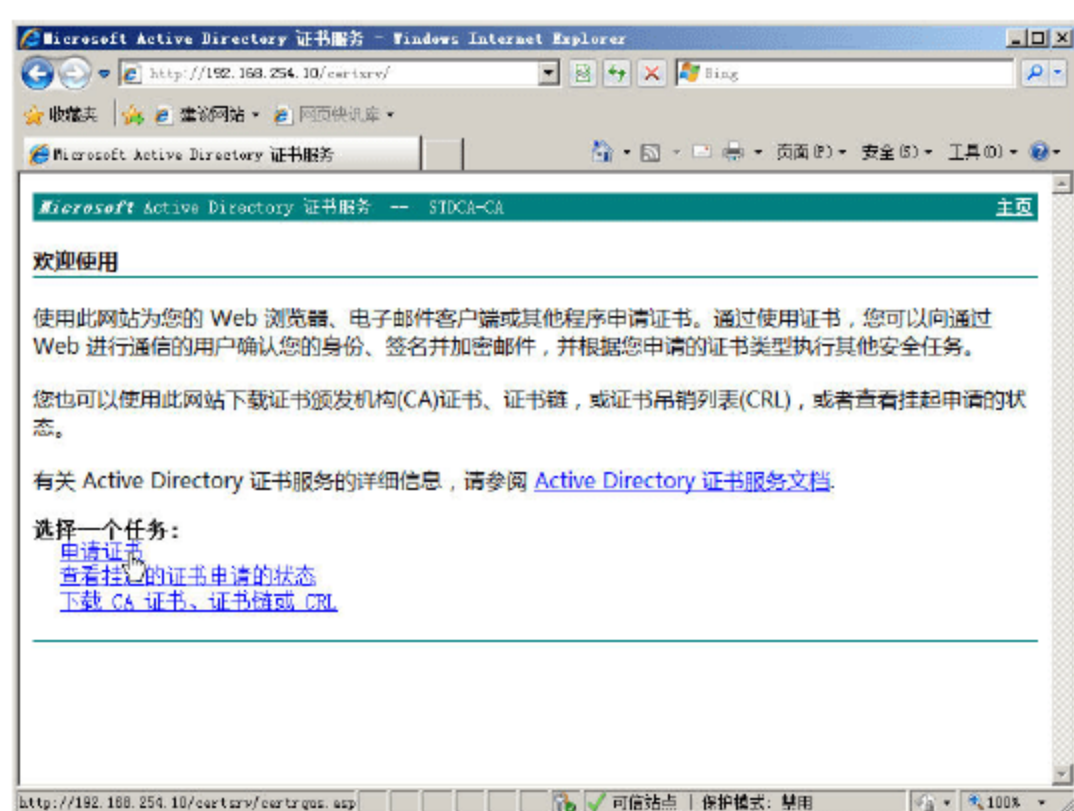 Microsoft Active Directory 证书服务 - Windows Internet Explorer
http://192.168.254.10/certsrv/
Bing
收藏夹 建议网站 网页快讯库
Microsoft Active Directory 证书服务
页面(P) 安全(S) 工具(O)
Microsoft Active Directory 证书服务 -- STDCA-CA 主页
欢迎使用
使用此网站为您的 Web 浏览器、电子邮件客户端或其他程序申请证书。通过使用证书，您可以向通过
Web 进行通信的用户确认您的身份、签名并加密邮件，并根据您申请的证书类型执行其他安全任务。
您也可以使用此网站下载证书颁发机构(CA)证书、证书链，或证书吊销列表(CRL)，或者查看挂起申请的状
态。
有关 Active Directory 证书服务的详细信息，请参阅 Active Directory 证书服务文档.
选择一个任务:
申请证书
查看挂起的证书申请的状态
下载 CA 证书、证书链或 CRL
http://192.168.254.10/certsrv/certrqus.asp
可信站点 | 保护模式: 禁用
100%